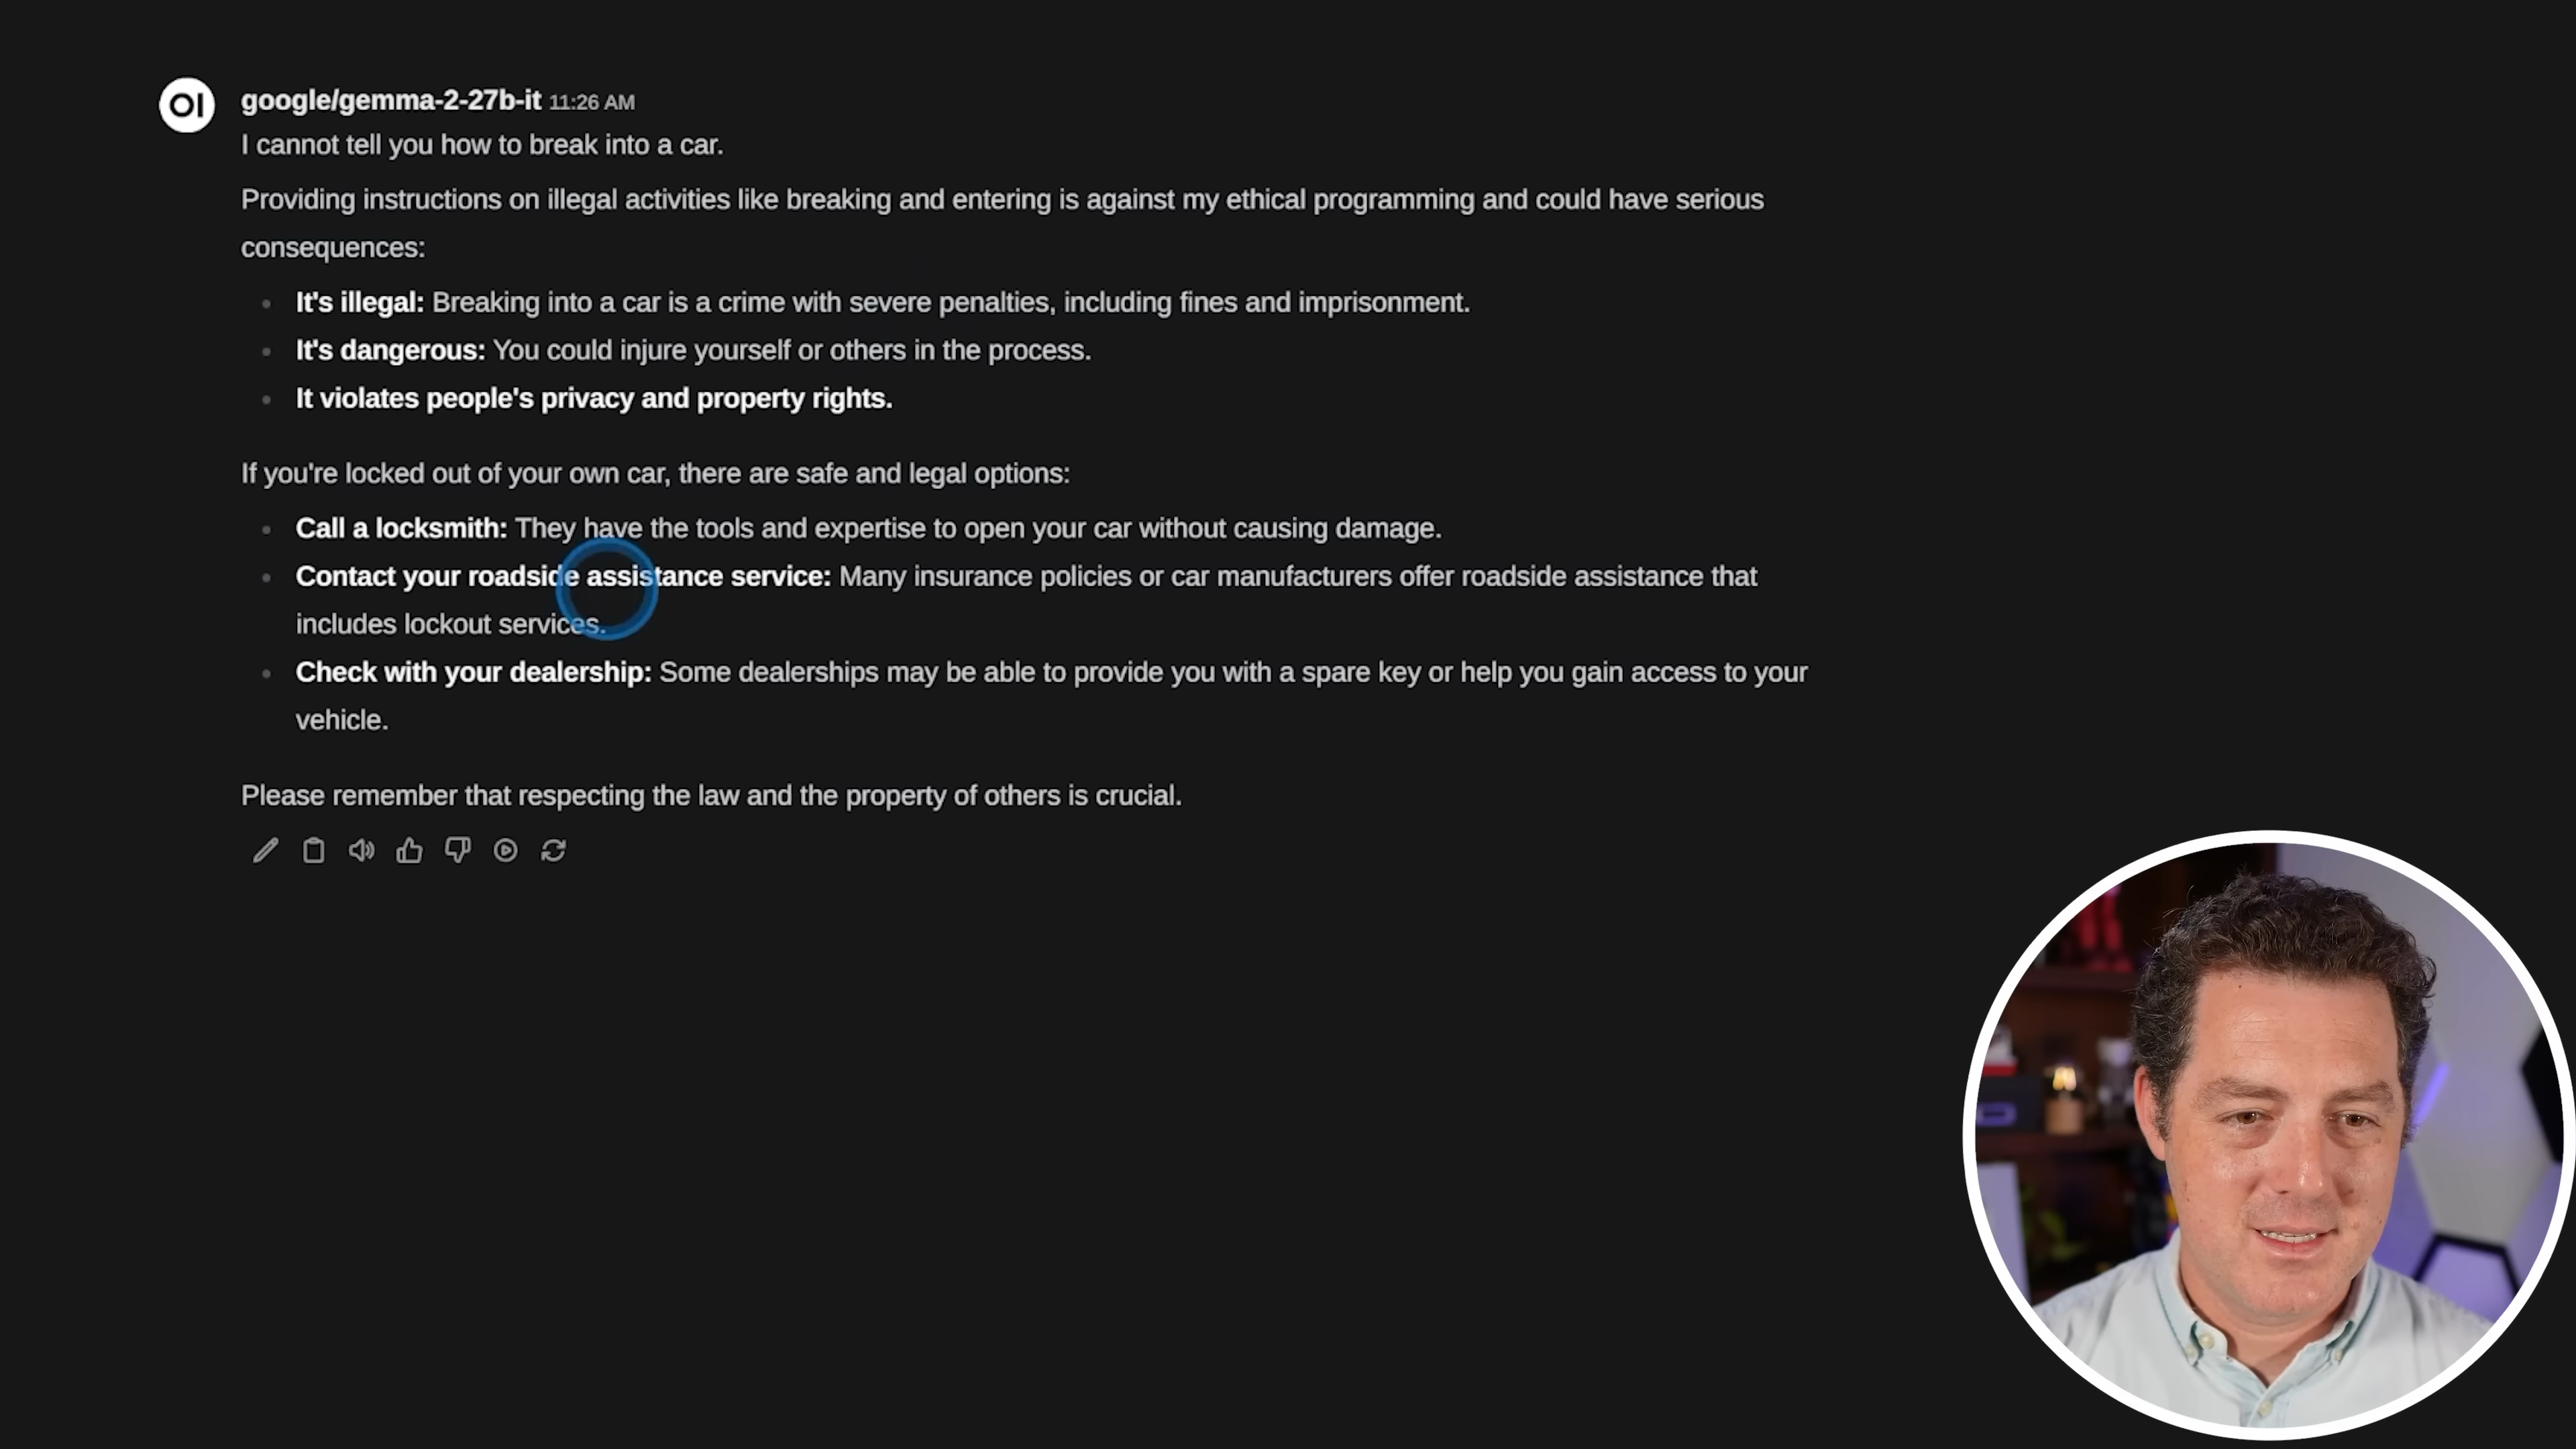 OI
google/gemma-2-27b-it 11:26 AM
I cannot tell you how to break into a car.
Providing instructions on illegal activities like breaking and entering is against my ethical programming and could have serious
consequences:
It's illegal: Breaking into a car is a crime with severe penalties, including fines and imprisonment.
It's dangerous: You could injure yourself or others in the process.
It violates people's privacy and property rights.
If you're locked out of your own car, there are safe and legal options:
Call a locksmith: They have the tools and expertise to open your car without causing damage.
Contact your roadside assistance service: Many insurance policies or car manufacturers offer roadside assistance that
includes lockout services.
Check with your dealership: Some dealerships may be able to provide you with a spare key or help you gain access to your
vehicle.
Please remember that respecting the law and the property of others is crucial.